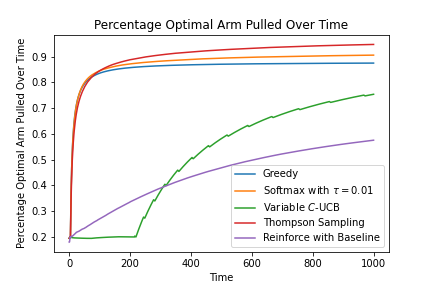 Percentage Optimal Arm Pulled Over Time
Percentage Optimal Arm Pulled Over Time
0.9
0.8
0.7
0.6
0.5
0.4
0.3
0.2
Greedy
Softmax with τ = 0.01
Variable C-UCB
Thompson Sampling
Reinforce with Baseline
0 200 400 600 800 1000
Time